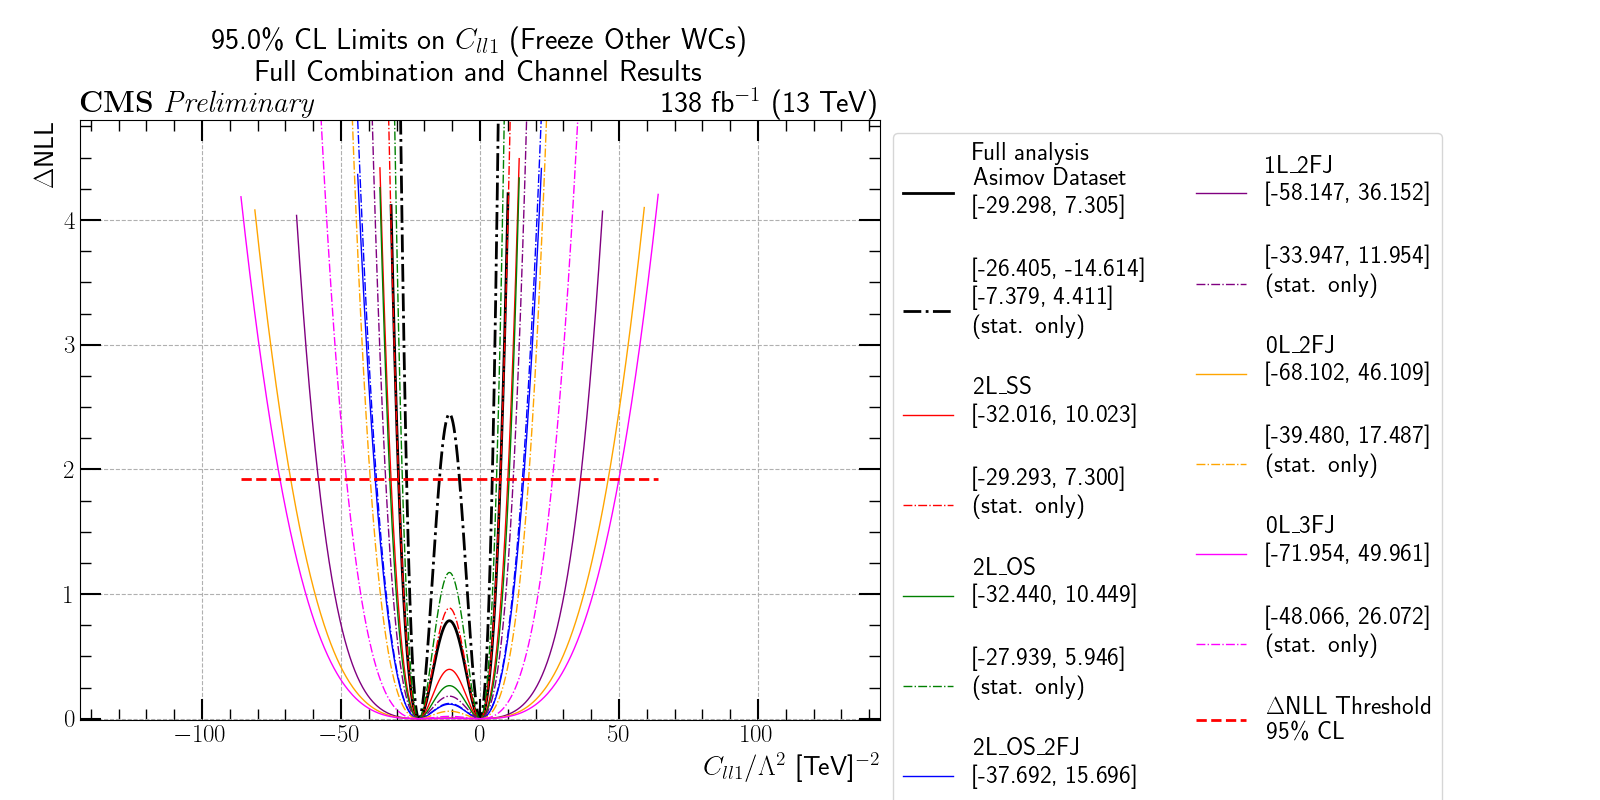 95.0% CL Limits on C_{ll1} (Freeze Other WCs)
Full Combination and Channel Results
CMS Preliminary
138 fb^{-1} (13 TeV)
ΔNLL
4
3
2
1
0
−100
−50
0
50
100
C_{ll1}/Λ^2 [TeV]^{-2}
Full analysis
Asimov Dataset
[-29.298, 7.305]
[-26.405, -14.614]
[-7.379, 4.411]
(stat. only)
2L_SS
[-32.016, 10.023]
[-29.293, 7.300]
(stat. only)
2L_OS
[-32.440, 10.449]
[-27.939, 5.946]
(stat. only)
2L_OS_2FJ
[-37.692, 15.696]
1L_2FJ
[-58.147, 36.152]
[-33.947, 11.954]
(stat. only)
0L_2FJ
[-68.102, 46.109]
[-39.480, 17.487]
(stat. only)
0L_3FJ
[-71.954, 49.961]
[-48.066, 26.072]
(stat. only)
ΔNLL Threshold
95% CL